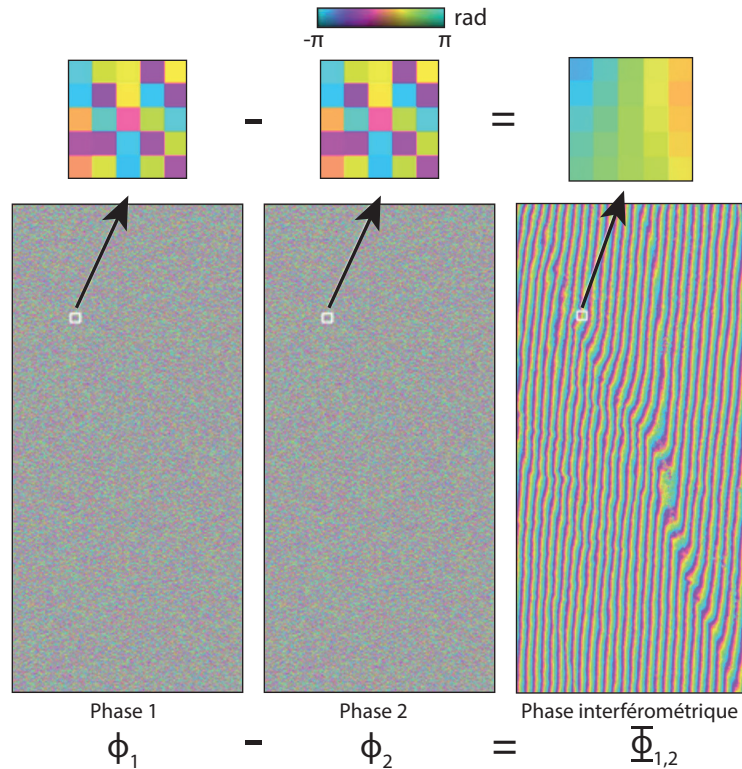 rad
-π π
- =
Phase 1 Phase 2 Phase interférométrique
ϕ₁ - ϕ₂ = Φ₁,₂